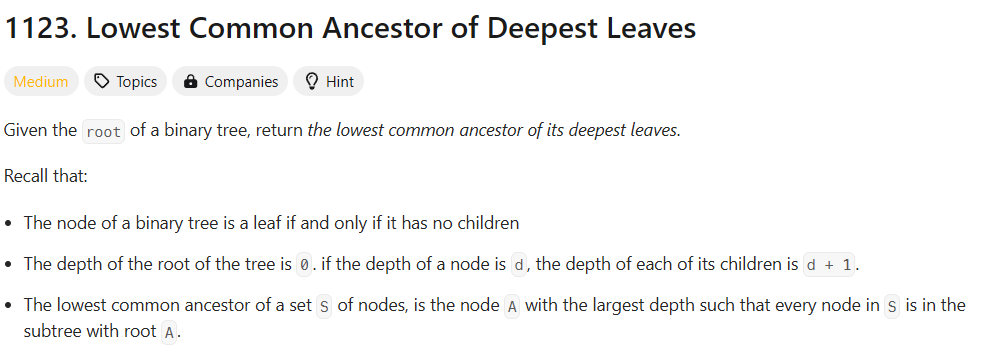 1123. Lowest Common Ancestor of Deepest Leaves
Medium Topics Companies Hint
Given the root of a binary tree, return the lowest common ancestor of its deepest leaves.
Recall that:
• The node of a binary tree is a leaf if and only if it has no children
• The depth of the root of the tree is 0. if the depth of a node is d, the depth of each of its children is d + 1.
• The lowest common ancestor of a set S of nodes, is the node A with the largest depth such that every node in S is in the
subtree with root A.